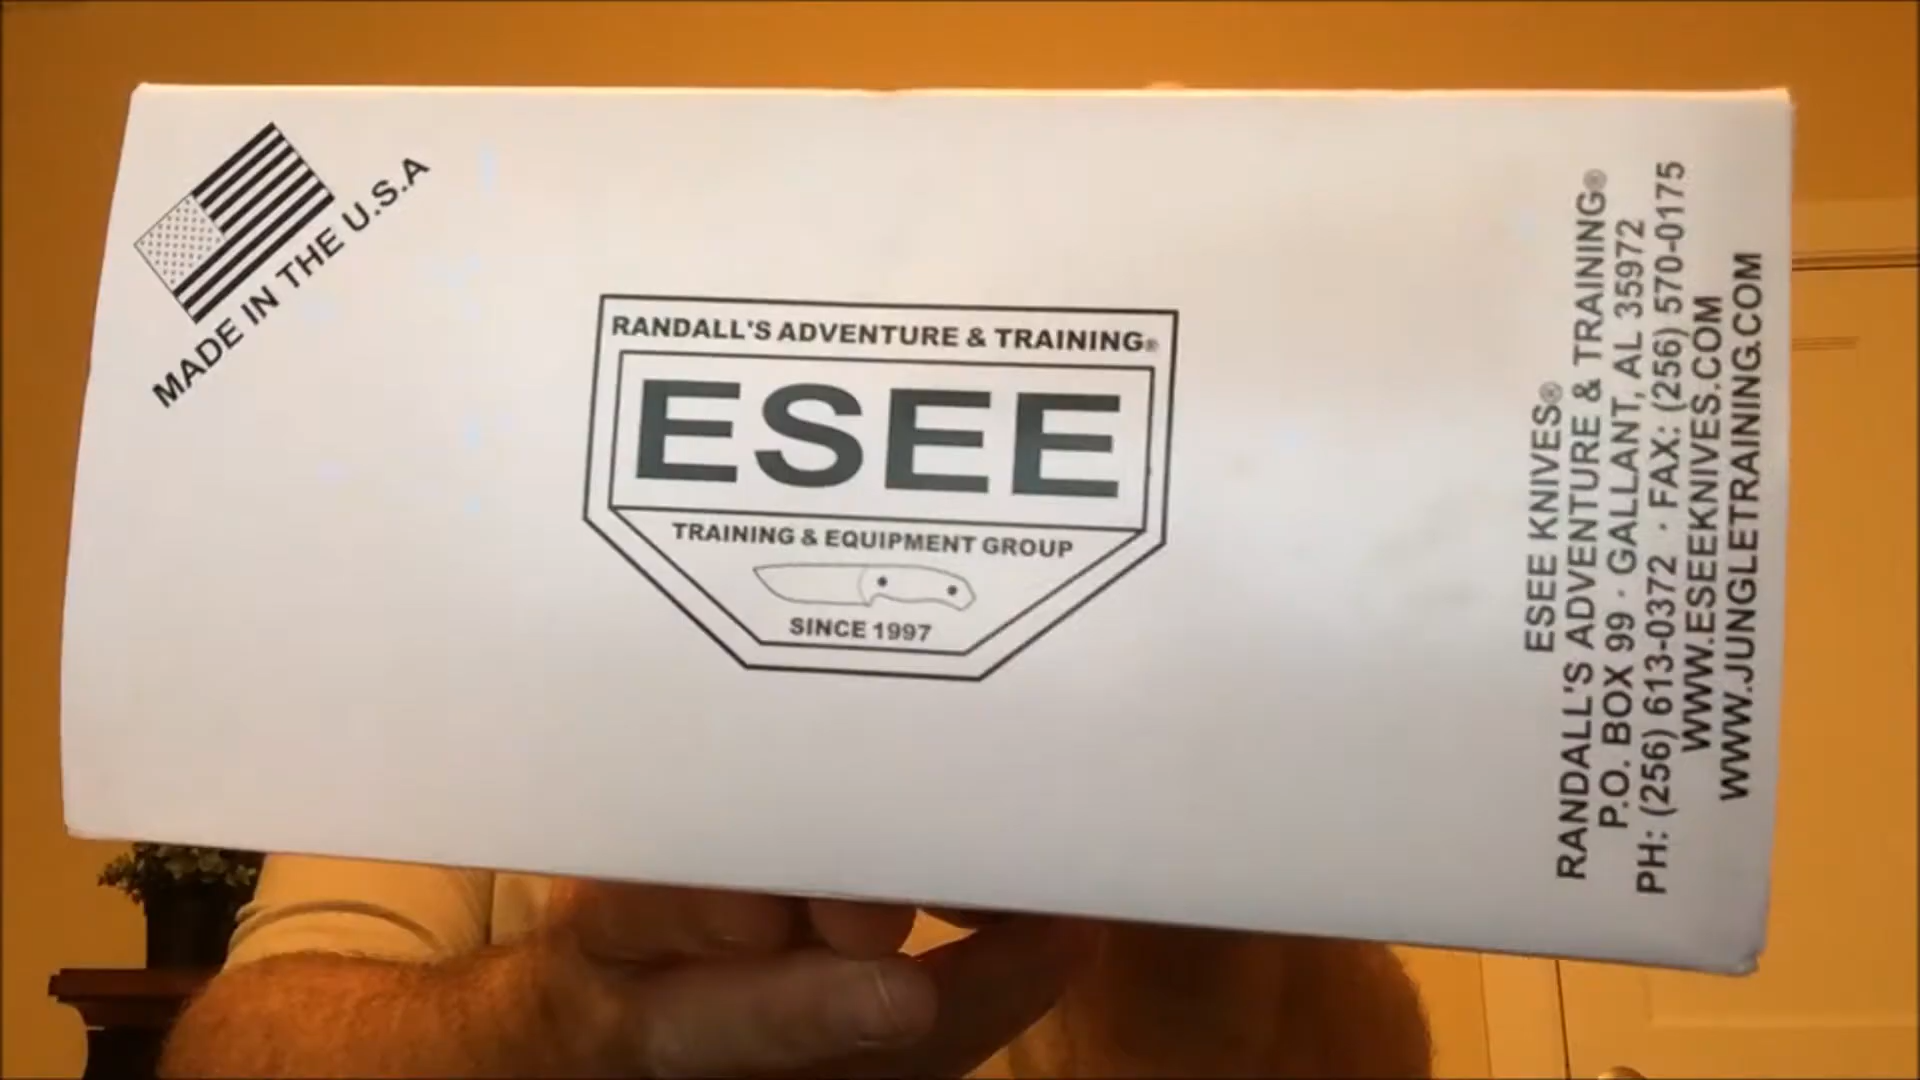 MADE IN THE U.S.A
RANDALL'S ADVENTURE & TRAINING®
ESEE
TRAINING & EQUIPMENT GROUP
SINCE 1997
ESEE KNIVES®
RANDALL'S ADVENTURE & TRAINING®
P.O. BOX 99 · GALLANT, AL 35972
PH: (256) 613-0372 · FAX: (256) 570-0175
WWW.ESEEKNIVES.COM
WWW.JUNGLETRAINING.COM